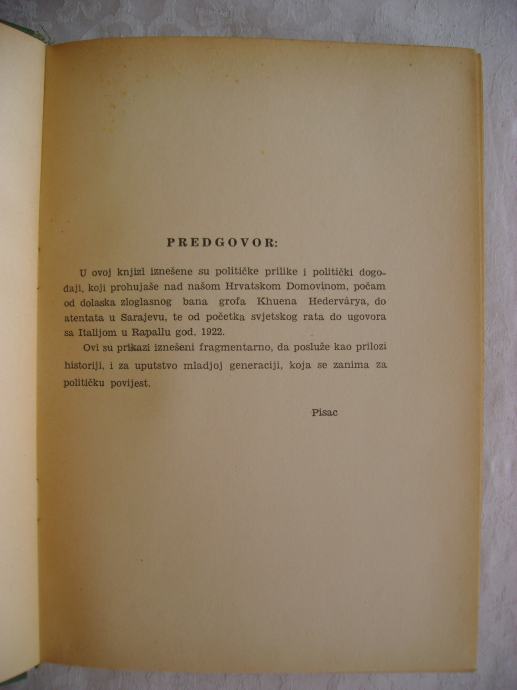 PREDGOVOR:
U ovoj knjizi iznešene su političke prilike i politički dogo-
daji, koji prohujaše nad našom Hrvatskom Domovinom, počam
od dolaska zloglasnog bana grofa Khuena Hedervárya, do
atentata u Sarajevu, te od početka svjetskog rata do ugovora
sa Italijom u Rapallu god. 1922.
Ovi su prikazi iznešeni fragmentarno, da posluže kao prilozi
historiji, i za uputstvo mladjoj generaciji, koja se zanima za
političku povijest.
Pisac